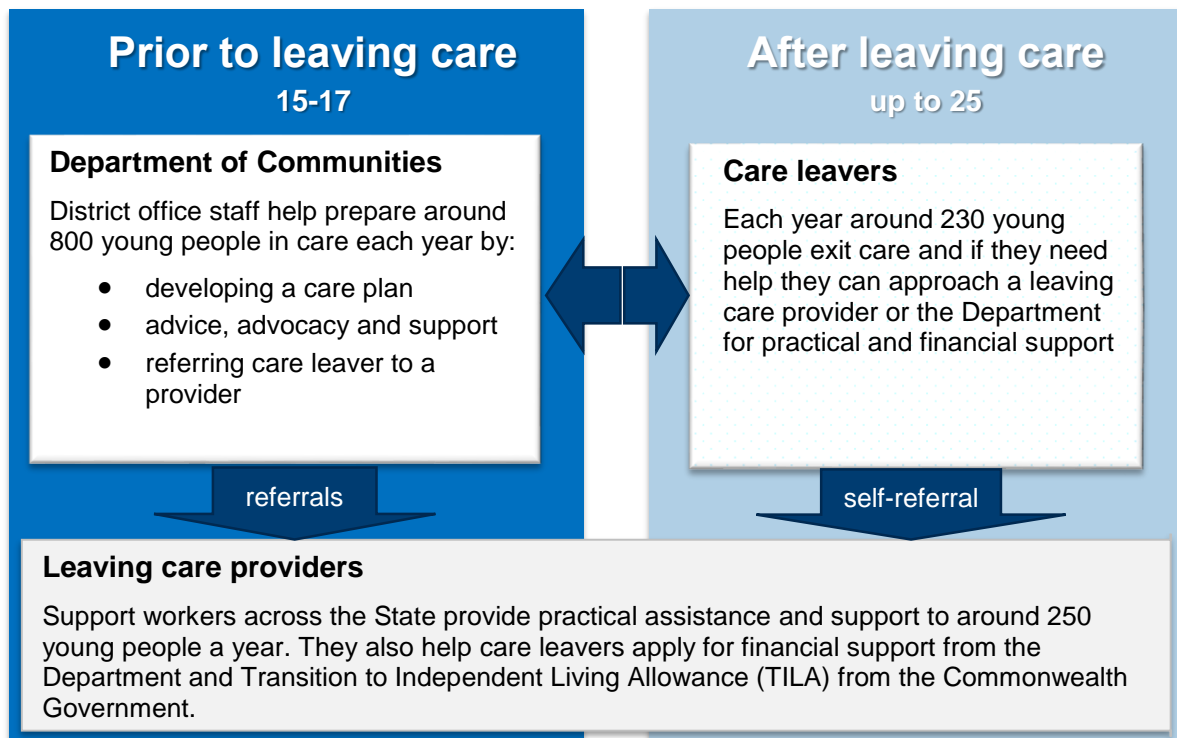 Prior to leaving care
15-17
Department of Communities
District office staff help prepare around
800 young people in care each year by:
• developing a care plan
• advice, advocacy and support
• referring care leaver to a
provider
referrals
After leaving care
up to 25
Care leavers
Each year around 230 young
people exit care and if they need
help they can approach a leaving
care provider or the Department
for practical and financial support
self-referral
Leaving care providers
Support workers across the State provide practical assistance and support to around 250
young people a year. They also help care leavers apply for financial support from the
Department and Transition to Independent Living Allowance (TILA) from the Commonwealth
Government.